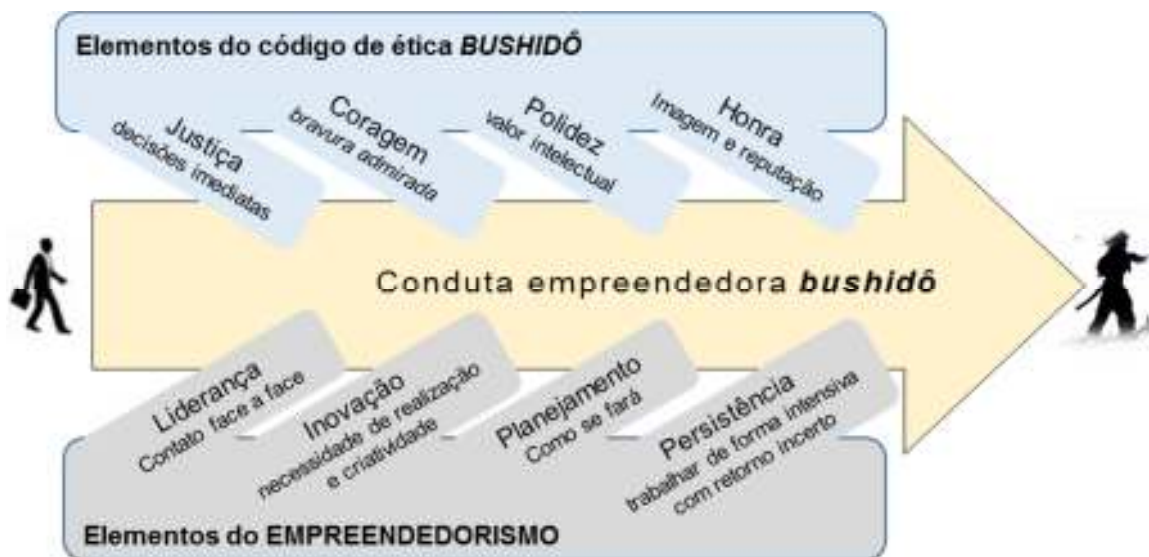 Elementos do código de ética BUSHIDÔ
Justiça
decisões imediatas
Coragem
bravura admirada
Polidez
valor intelectual
Honra
Imagem e reputação
Conduta empreendedora bushidô
Liderança
Contato face a face
Inovação
necessidade de realização
e criatividade
Planejamento
Como se fará
Persistência
trabalhar de forma intensiva
com retorno incerto
Elementos do EMPREENDEDORISMO